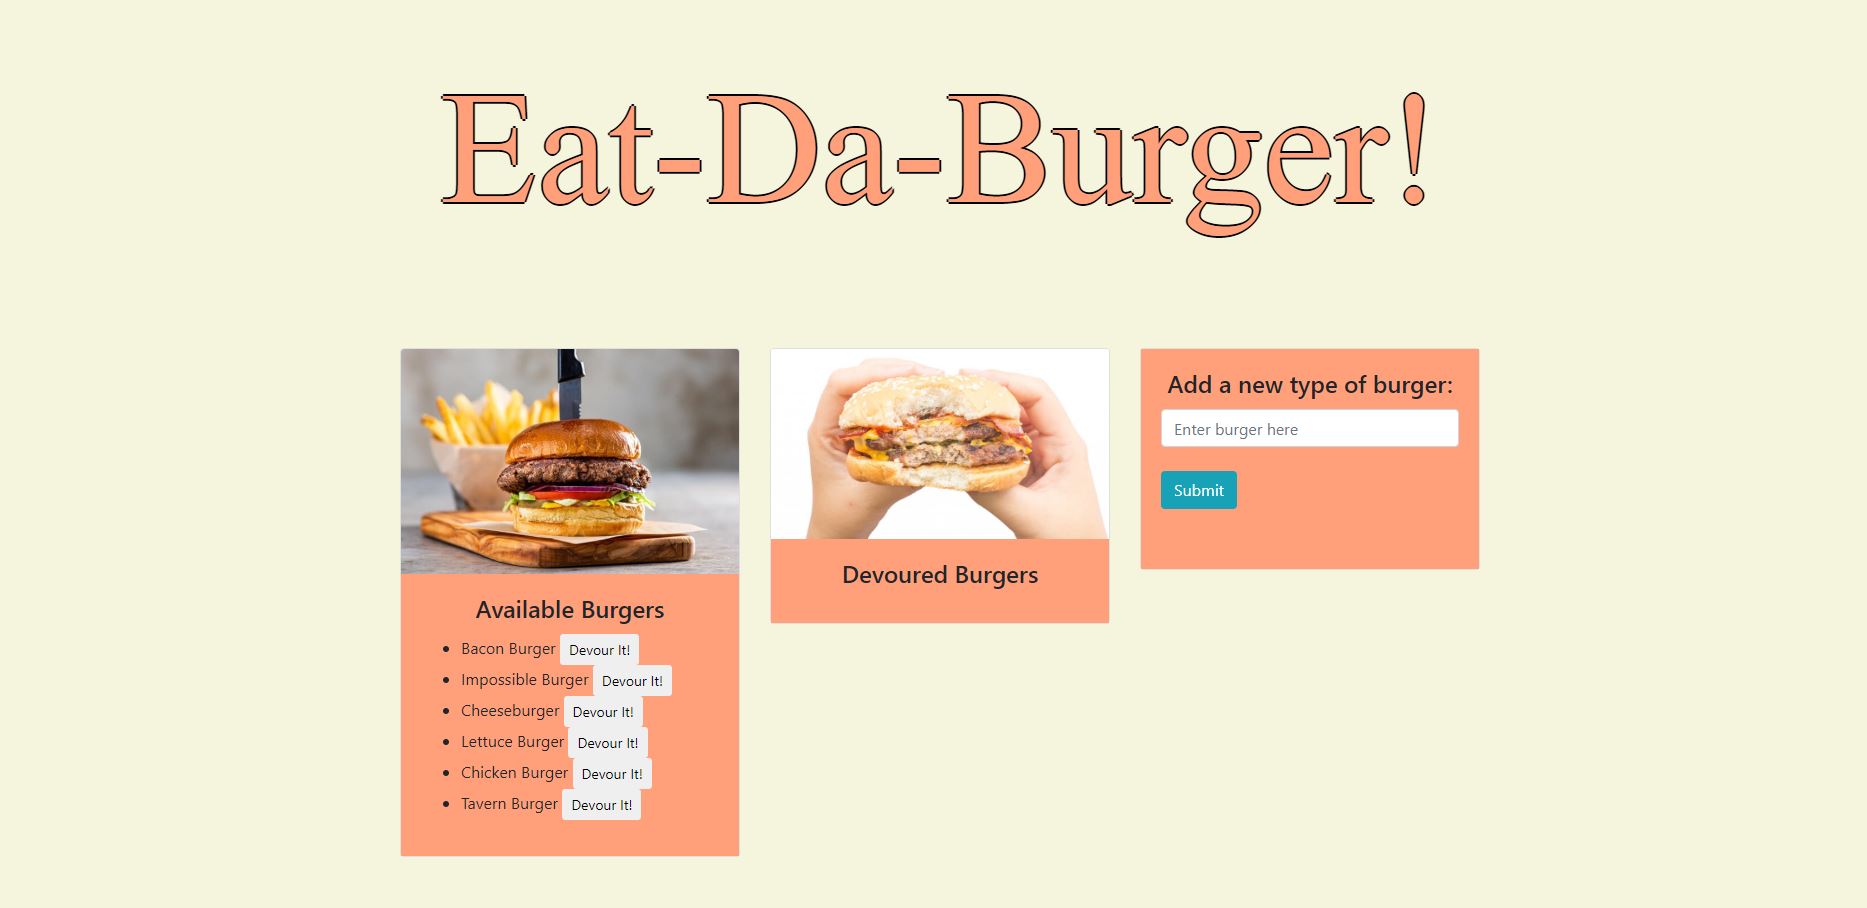 Eat-Da-Burger!
Available Burgers
Bacon Burger Devour It!
Impossible Burger Devour It!
Cheeseburger Devour It!
Lettuce Burger Devour It!
Chicken Burger Devour It!
Tavern Burger Devour It!
Devoured Burgers
Add a new type of burger:
Enter burger here
Submit